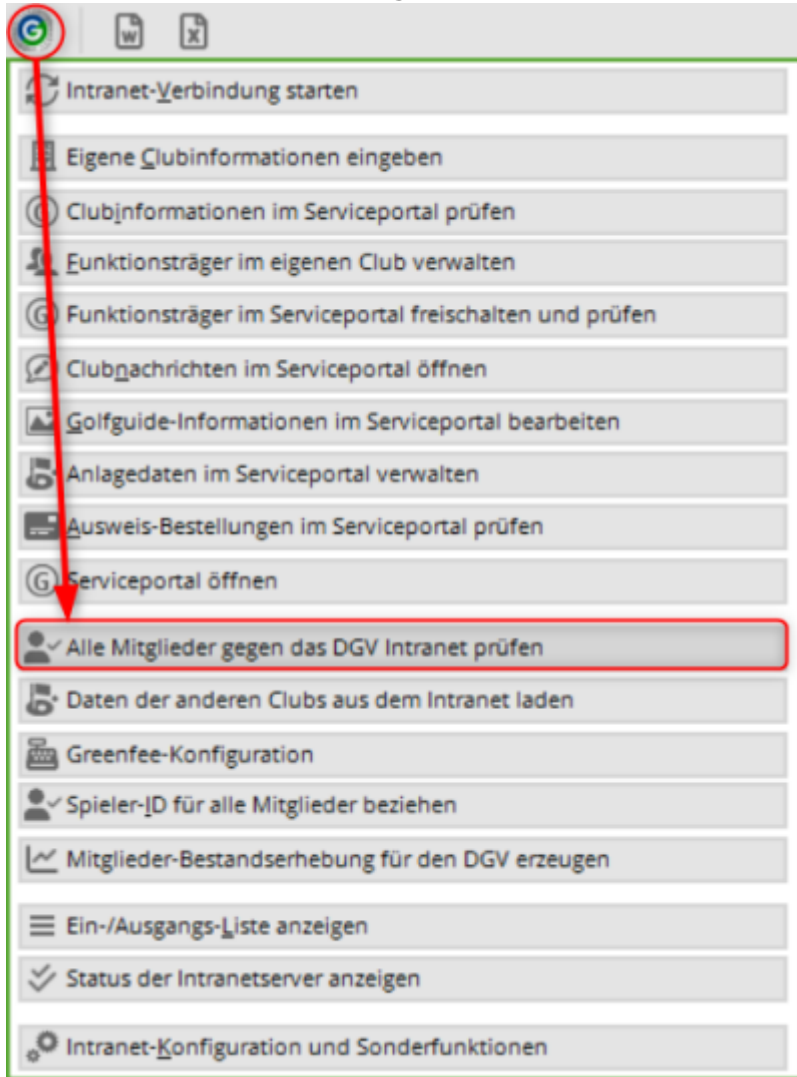 G W X
Intranet-Verbindung starten
Eigene Clubinformationen eingeben
G Clubinformationen im Serviceportal prüfen
Funktionsträger im eigenen Club verwalten
G Funktionsträger im Serviceportal freischalten und prüfen
Clubnachrichten im Serviceportal öffnen
Golfguide-Informationen im Serviceportal bearbeiten
Anlagedaten im Serviceportal verwalten
Ausweis-Bestellungen im Serviceportal prüfen
G Serviceportal öffnen
Alle Mitglieder gegen das DGV Intranet prüfen
Daten der anderen Clubs aus dem Intranet laden
Greenfee-Konfiguration
Spieler-ID für alle Mitglieder beziehen
Mitglieder-Bestandserhebung für den DGV erzeugen
Ein-/Ausgangs-Liste anzeigen
Status der Intranetserver anzeigen
Intranet-Konfiguration und Sonderfunktionen